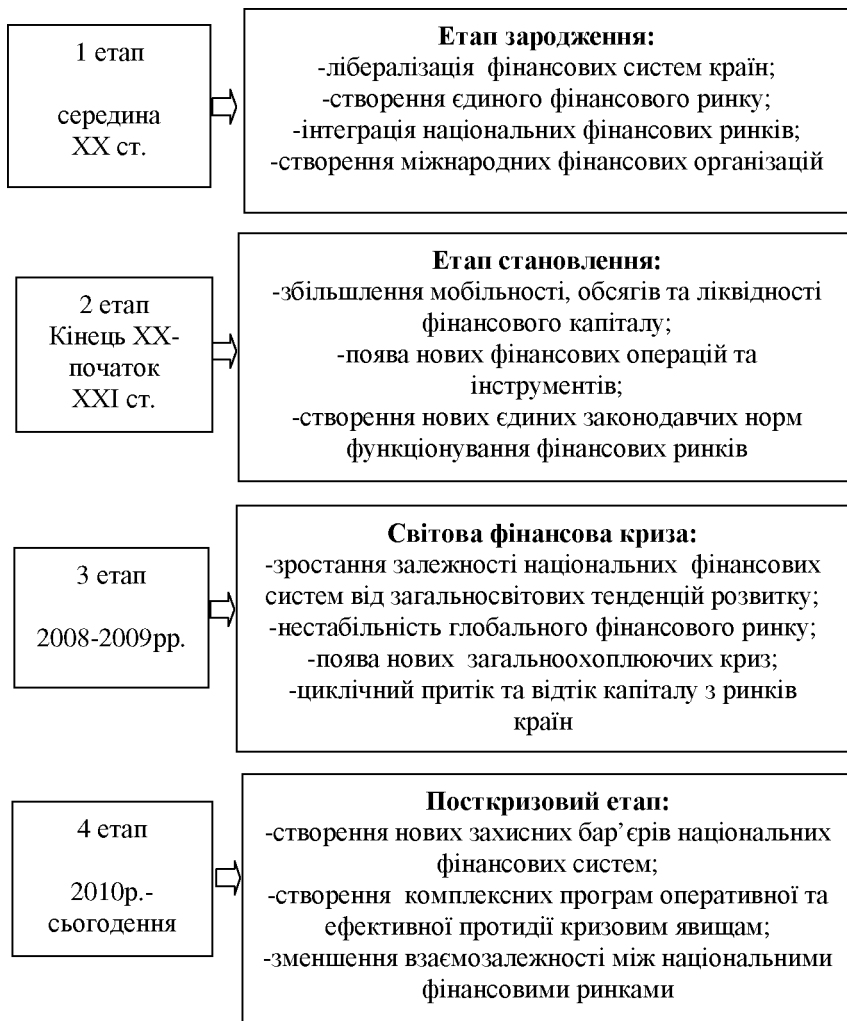 1 етап
середина
ХХ ст.
Етап зародження:
-лібералізація фінансових систем країн;
-створення єдиного фінансового ринку;
-інтеграція національних фінансових ринків;
-створення міжнародних фінансових організацій
2 етап
Кінець ХХ-
початок
ХХІ ст.
Етап становлення:
-збільшлення мобільності, обсягів та ліквідності
фінансового капіталу;
-поява нових фінансових операцій та
інструментів;
-створення нових єдиних законодавчих норм
функціонування фінансових ринків
3 етап
2008-2009рр.
Світова фінансова криза:
-зростання залежності національних фінансових
систем від загальносвітових тенденцій розвитку;
-нестабільність глобального фінансового ринку;
-поява нових загальноохоплюючих криз;
-циклічний притік та відтік капіталу з ринків
країн
4 етап
2010р.-
сьогодення
Посткризовий етап:
-створення нових захисних бар’єрів національних
фінансових систем;
-створення комплексних програм оперативної та
ефективної протидії кризовим явищам;
-зменшення взаємозалежності між національними
фінансовими ринками